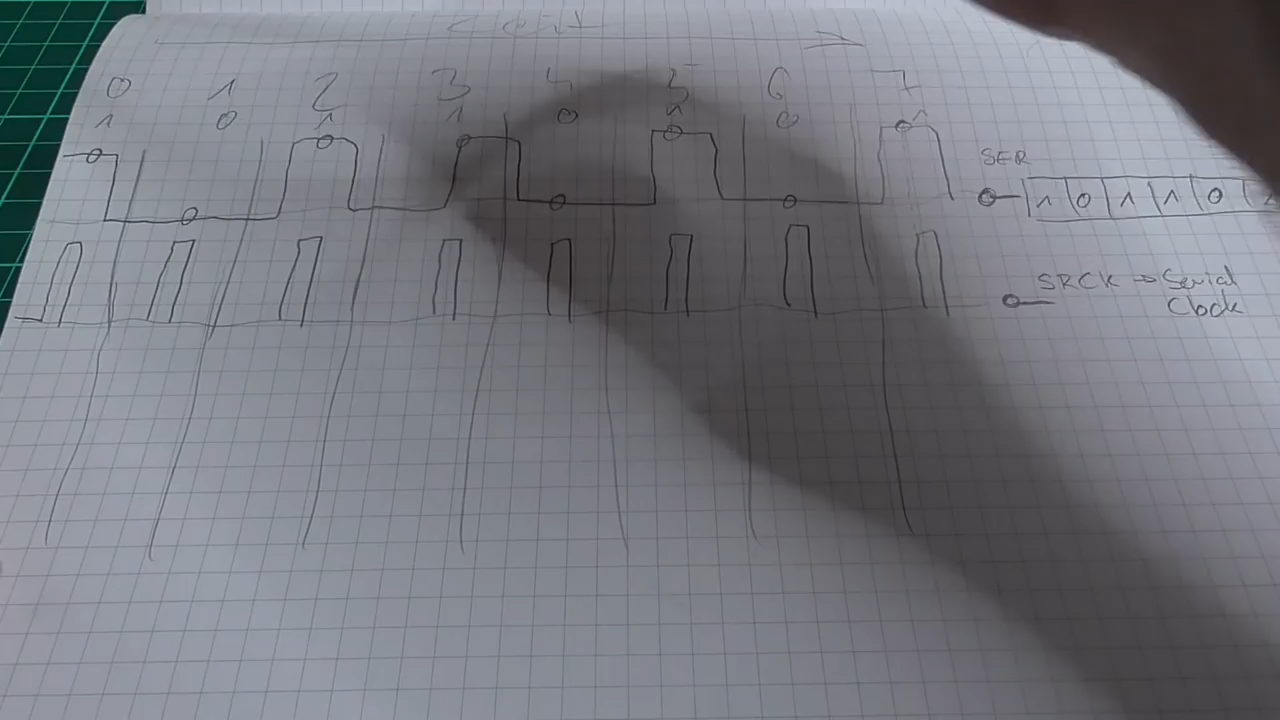 Zeit
0 1 2 3 4 5 6 7
1 0 1 1 0 1 0 1
SER
1 0 1 1 0
SRCK → Serial
Clock